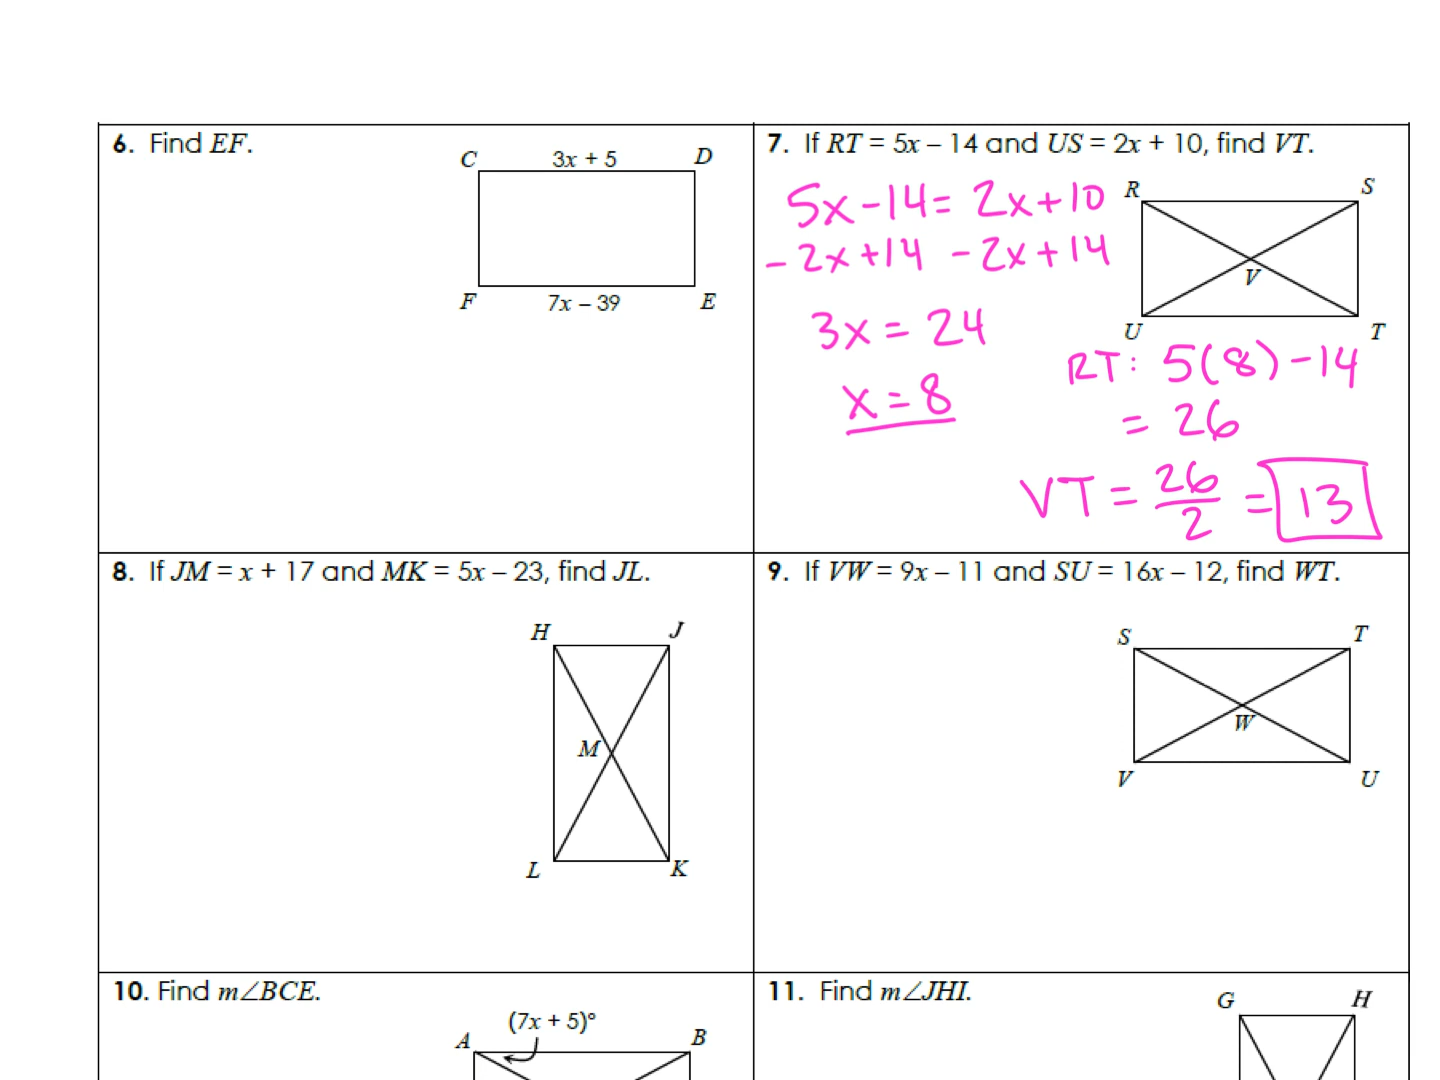 6. Find EF.
C 3x + 5 D
F 7x – 39 E
7. If RT = 5x – 14 and US = 2x + 10, find VT.
5x -14 = 2x+10
-2x +14 -2x +14
3x = 24
x = 8
R S
V
U T
RT: 5(8) -14
= 26
VT = 26/2 = 13
8. If JM = x + 17 and MK = 5x – 23, find JL.
H J
M
L K
9. If VW = 9x – 11 and SU = 16x – 12, find WT.
S T
W
V U
10. Find m∠BCE.
(7x + 5)°
A B
11. Find m∠JHI.
G H